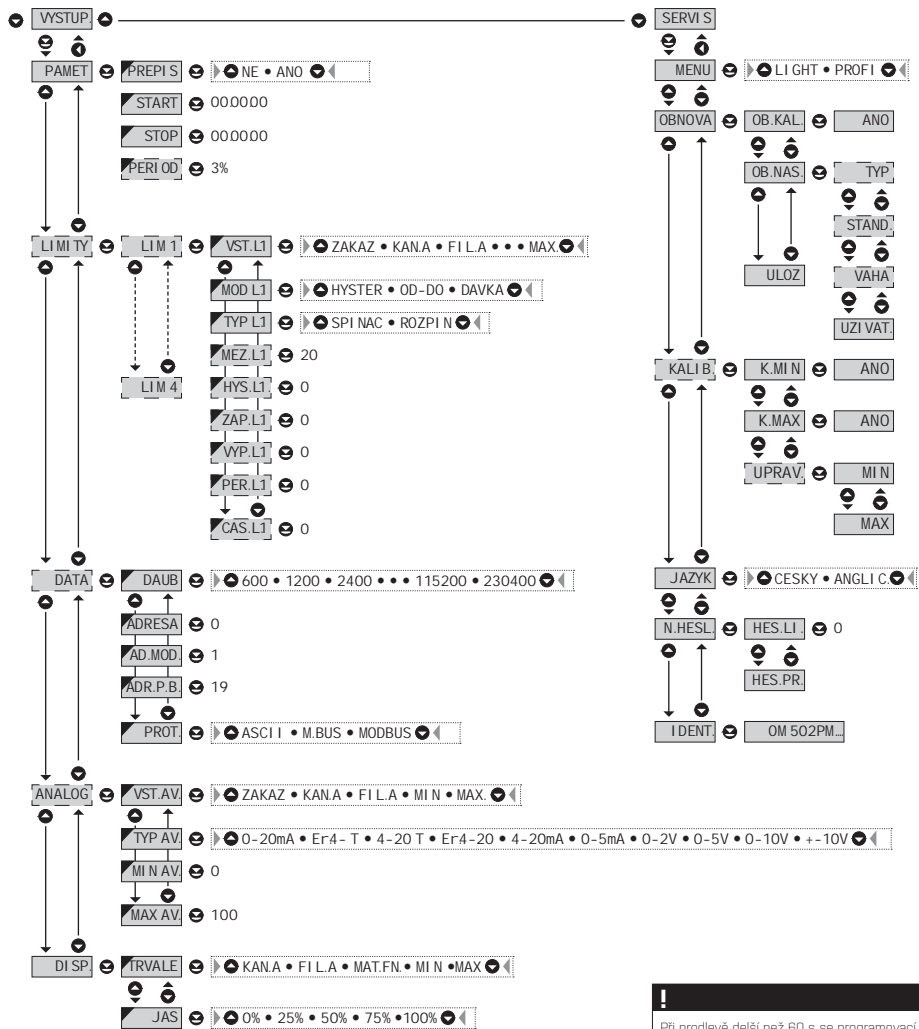 VYSTUP.
PAMET
PREPIS
NE • ANO
START
00.00.00
STOP
00.00.00
PERIOD
3%
LIMITY
LIM 1
VST.L1
ZAKAZ • KAN.A • FIL.A • • • MAX.
MOD L1
HYSTER • OD-DO • DAVKA
TYP L1
SPINAC • ROZPIN
MEZ.L1
20
LIM 4
HYS.L1
0
ZAP.L1
0
VYP.L1
0
PER.L1
0
CAS.L1
0
DATA
DAUB
600 • 1200 • 2400 • • • 115200 • 230400
ADRESA
0
AD.MOD.
1
ADR.P.B.
19
PROT.
ASCII • M.BUS • MODBUS
ANALOG
VST.AV.
ZAKAZ • KAN.A • FIL.A • MIN • MAX.
TYP AV.
0-20mA • Er4-T • 4-20 T • Er4-20 • 4-20mA • 0-5mA • 0-2V • 0-5V • 0-10V • +-10V
MIN AV.
0
MAX AV.
100
DISP.
TRVALE
KAN.A • FIL.A • MAT.FN. • MIN •MAX
JAS
0% • 25% • 50% • 75% •100%
SERVIS
MENU
LIGHT • PROFI
OBNOVA
OB.KAL.
ANO
OB.NAS.
TYP
STAND.
ULOZ
VAHA
UZIVAT.
KALIB.
K.MIN
ANO
K.MAX
ANO
UPRAV.
MIN
MAX
JAZYK
CESKY • ANGLIC.
N.HESL.
HES.LI.
0
HES.PR.
IDENT.
OM 502PM...
!
Při prodlevě delší než 60 s se programovací